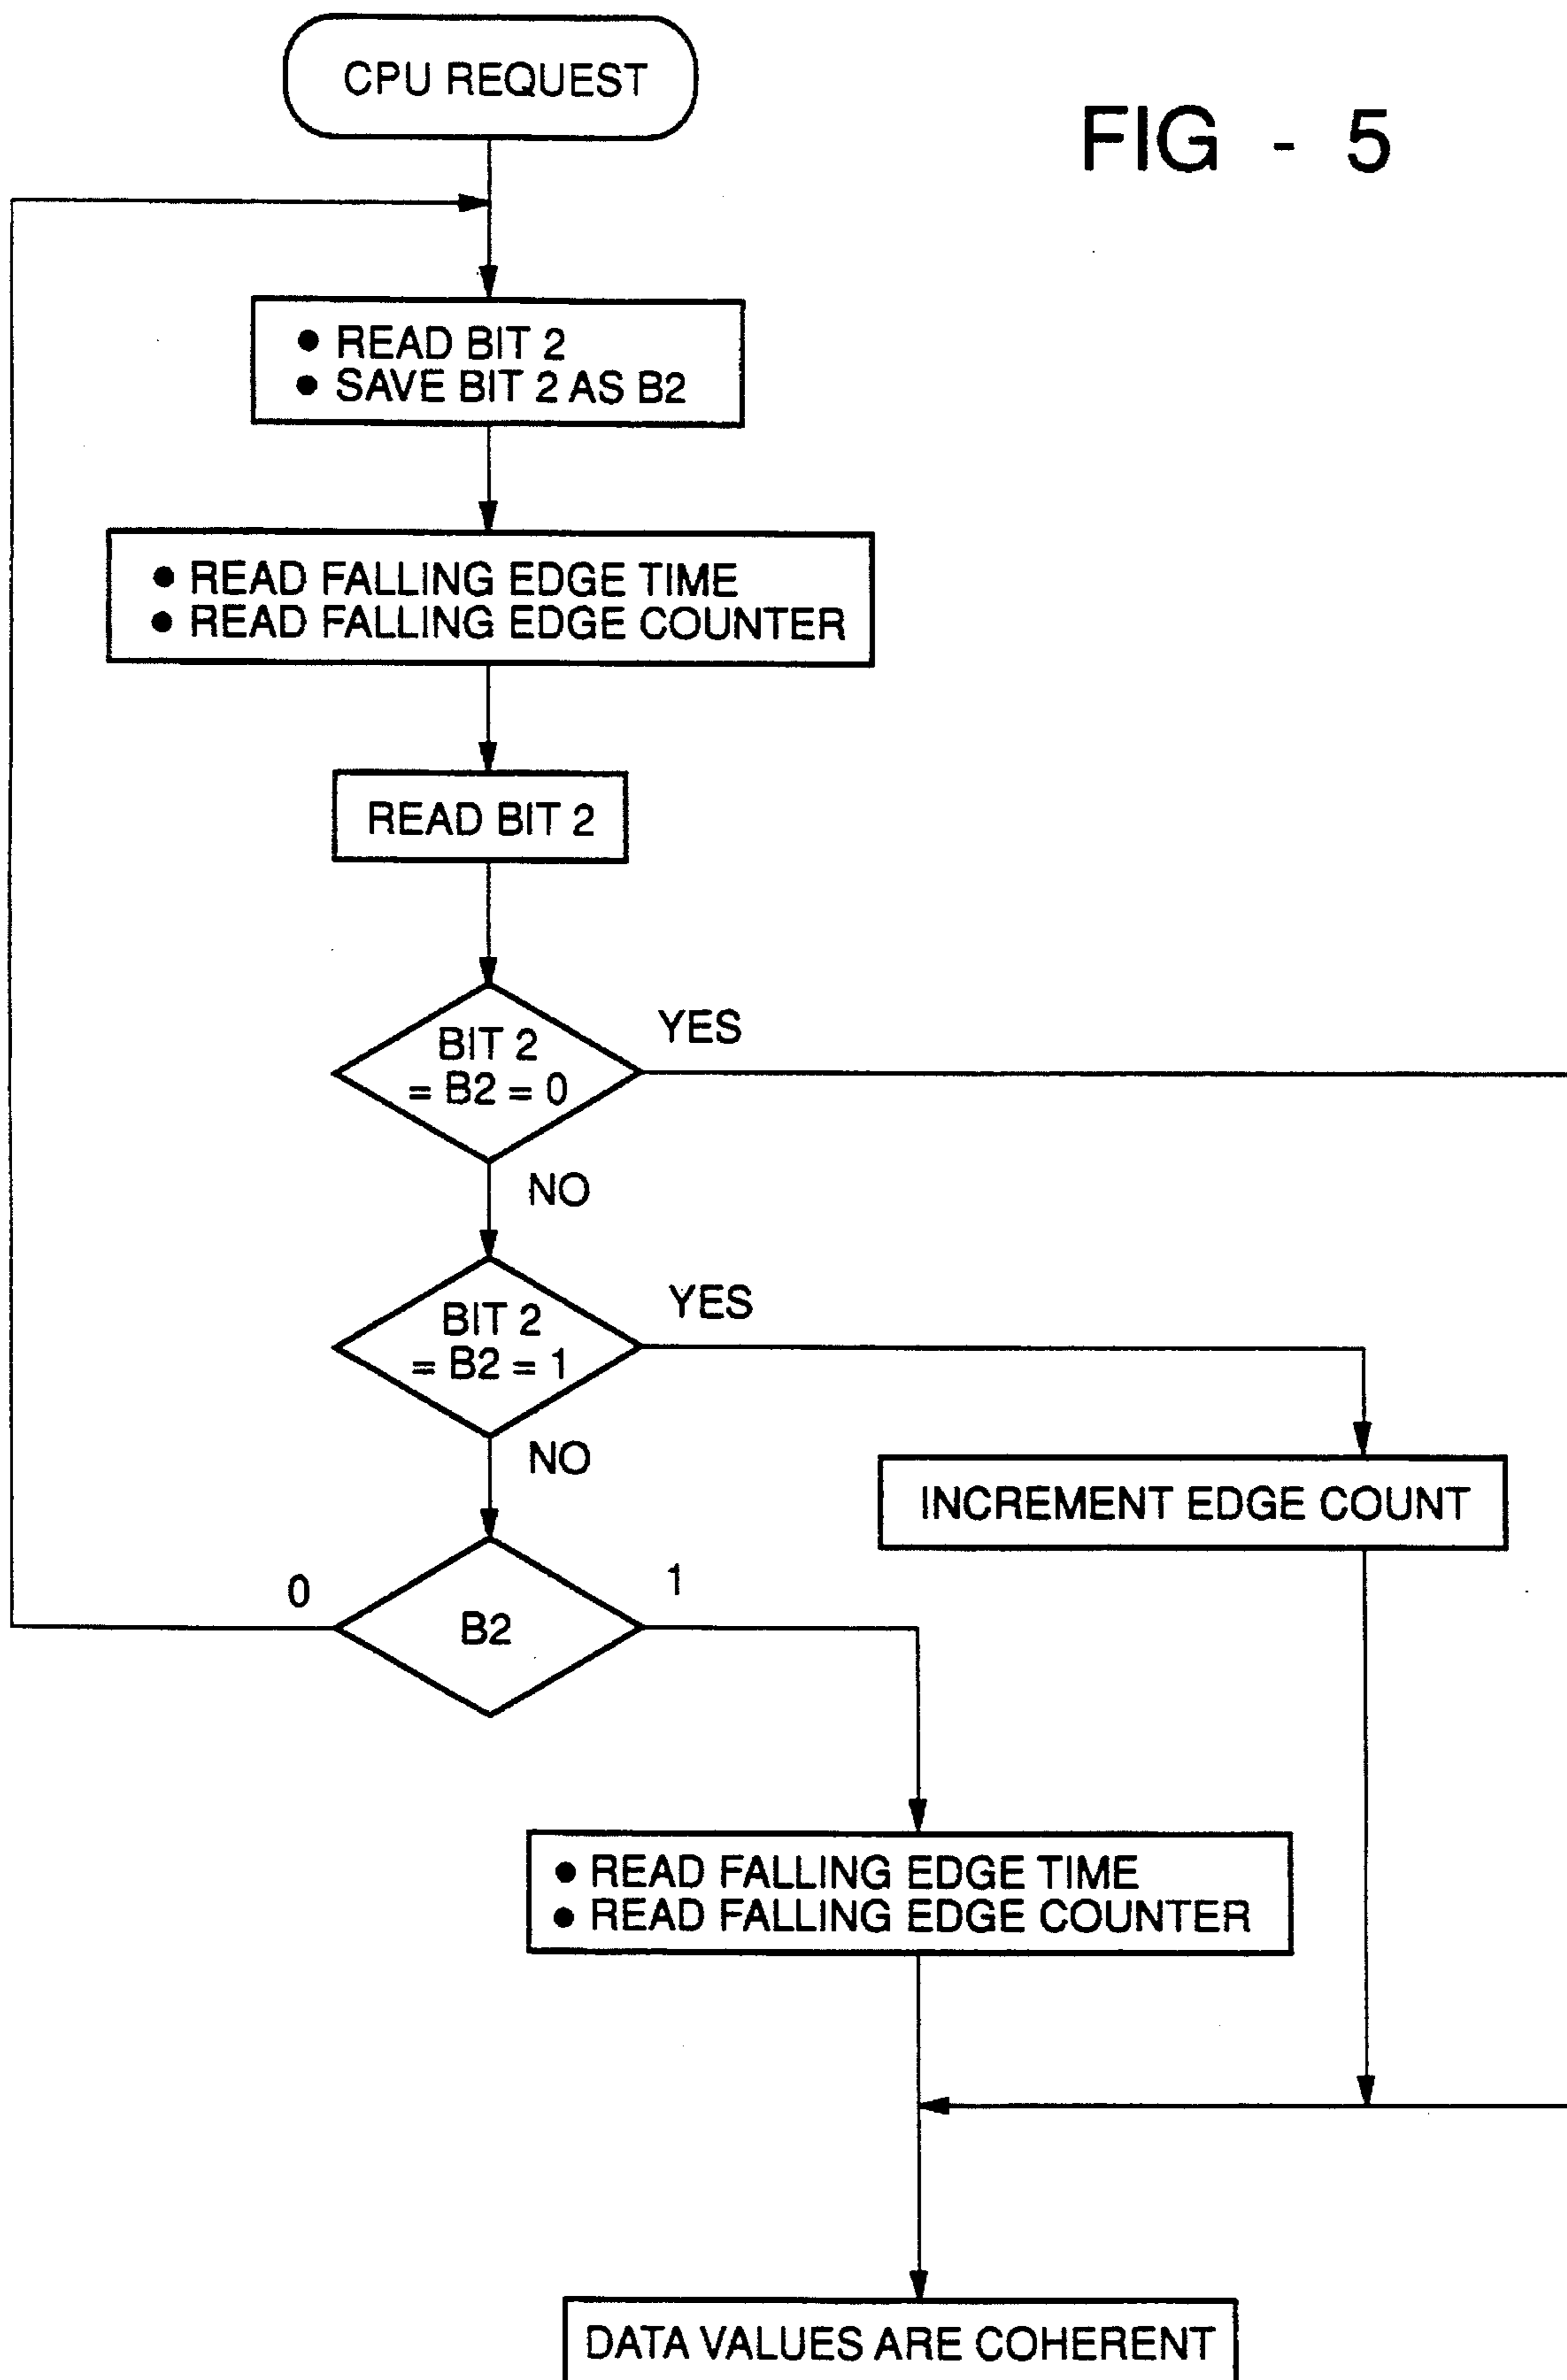 CPU REQUEST
FIG - 5
● READ BIT 2
● SAVE BIT 2 AS B2
● READ FALLING EDGE TIME
● READ FALLING EDGE COUNTER
READ BIT 2
BIT 2
= B2 = 0
YES
NO
BIT 2
= B2 = 1
YES
NO
INCREMENT EDGE COUNT
0
B2
1
● READ FALLING EDGE TIME
● READ FALLING EDGE COUNTER
DATA VALUES ARE COHERENT